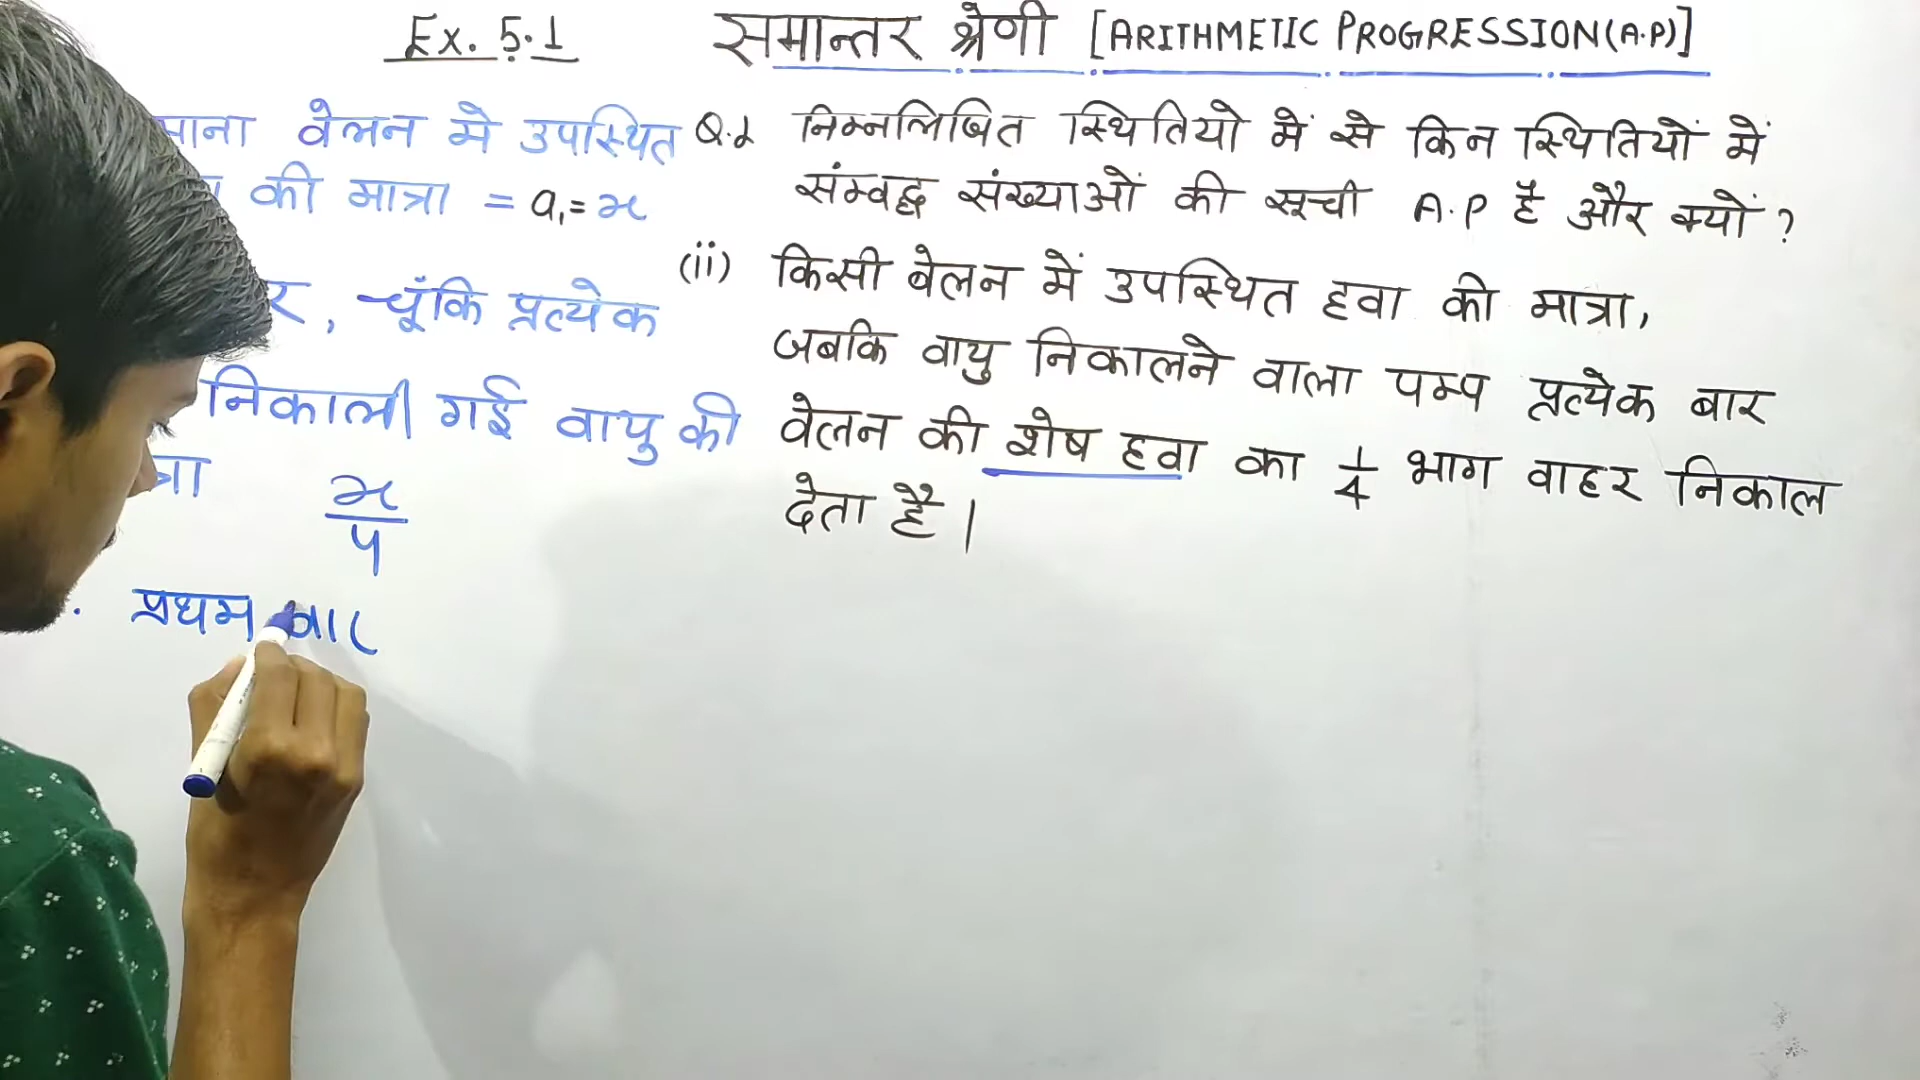 Ex. 5.1
समान्तर श्रेणी [ARITHMETIC PROGRESSION(A.P)]
माना वेलन मे उपस्थित
की मात्रा = a₁ = x
, चूंकि प्रत्येक
निकाली गई वायु की
x/4
प्रथम वार
Q.1 निम्नलिखित स्थितियो में से किन स्थितियों में
संम्बद्ध संख्याओं की सूची A.P है और क्यों ?
(ii) किसी बेलन में उपस्थित हवा की मात्रा,
जबकि वायु निकालने वाला पम्प प्रत्येक बार
वेलन की शेष हवा का 1/4 भाग वाहर निकाल
देता है |